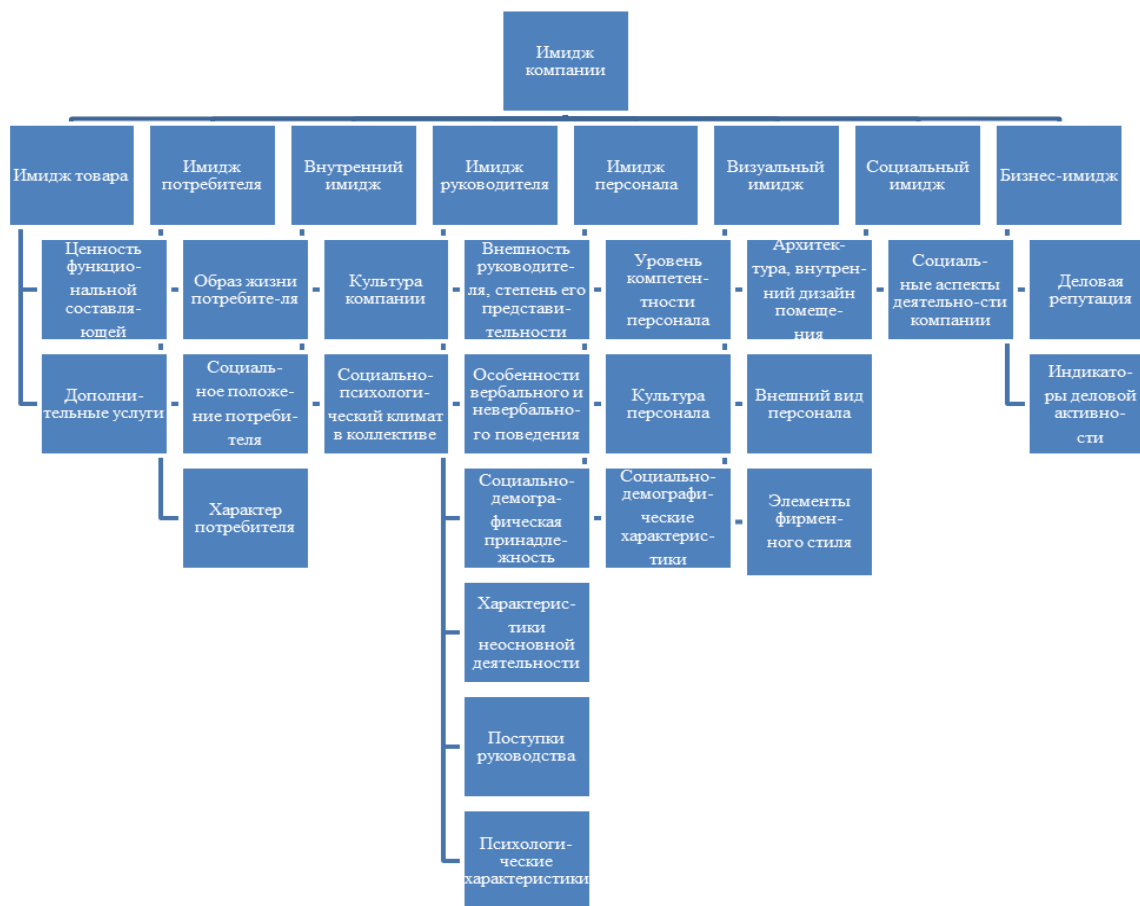 Имидж
компании
Имидж товара
Имидж
потребителя
Внутренний
имидж
Имидж
руководителя
Имидж
персонала
Визуальный
имидж
Социальный
имидж
Бизнес-имидж
Ценность
функцио-
нальной
составля-
ющей
Образ жизни
потребите-ля
Культура
компании
Внешность
руководите-
ля, степень его
представи-
тельности
Уровень
компетен-
тности
персонала
Архитек-
тура, внутрен-
ний дизайн
помеще-
ния
Социаль-
ные аспекты
деятельно-сти
компании
Деловая
репутация
Дополни-
тельные услуги
Социаль-
ное положе-
ние потреби-
теля
Социально-
психологи-
ческий климат
в коллективе
Особенности
вербального и
невербально-
го поведения
Культура
персонала
Внешний вид
персонала
Индикато-
ры деловой
активно-
сти
Характер
потребителя
Социально-
демогра-
фическая
принадле-
жность
Социально-
демографи-
ческие
характерис-
тики
Элементы
фирмен-
ного стиля
Характерис-
тики
неосновной
деятельности
Поступки
руководства
Психологи-
ческие
характеристики